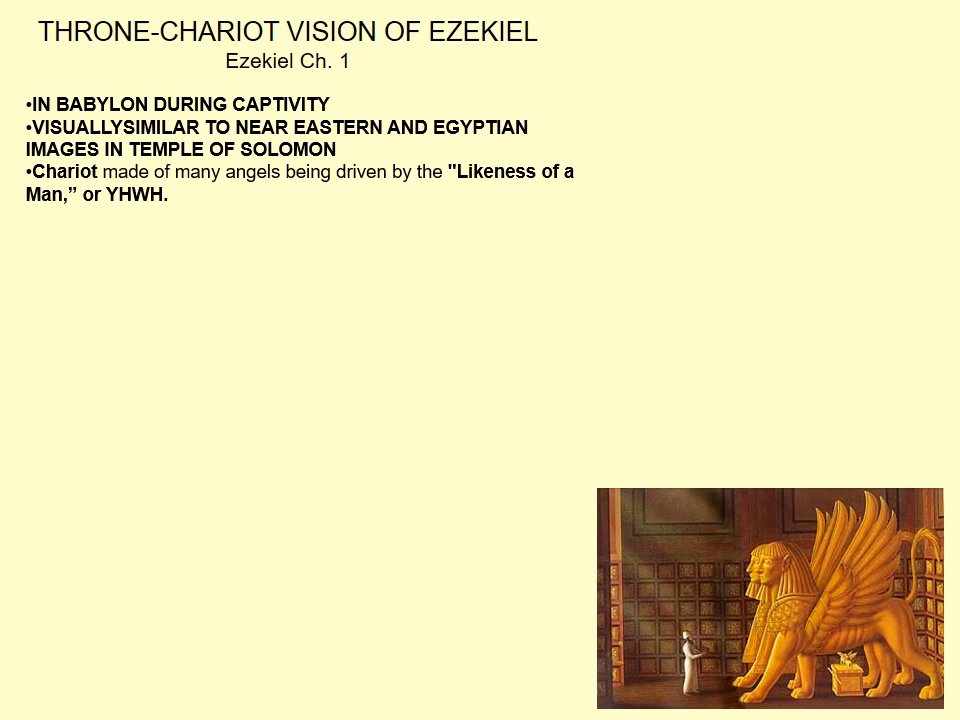 THRONE-CHARIOT VISION OF EZEKIEL
Ezekiel Ch. 1
•IN BABYLON DURING CAPTIVITY
•VISUALLYSIMILAR TO NEAR EASTERN AND EGYPTIAN
IMAGES IN TEMPLE OF SOLOMON
•Chariot made of many angels being driven by the "Likeness of a
Man,” or YHWH.